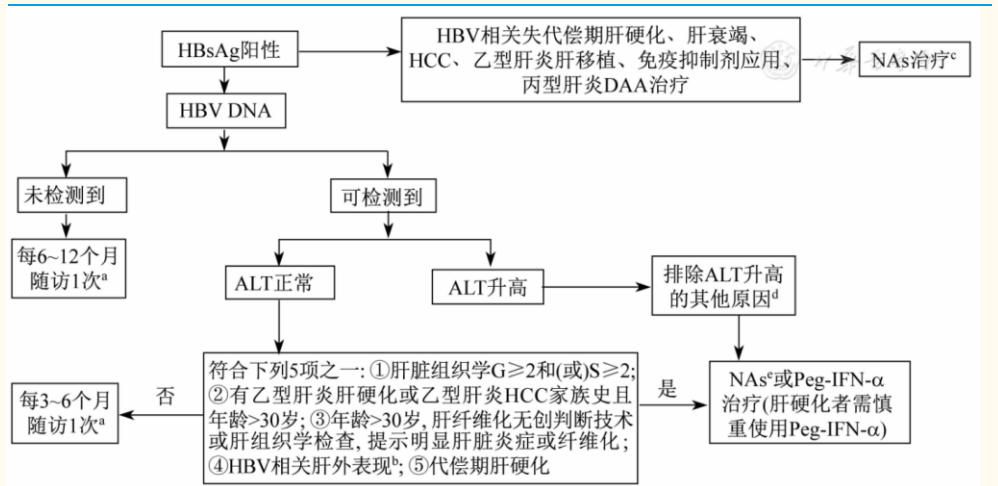 HBsAg阳性
HBV相关失代偿期肝硬化、肝衰竭、
HCC、乙型肝炎肝移植、免疫抑制剂应用、
丙型肝炎DAA治疗
NAs治疗ᶜ
HBV DNA
未检测到
可检测到
每6~12个月
随访1次ᵃ
ALT正常
ALT升高
排除ALT升高
的其他原因ᵈ
符合下列5项之一: ①肝脏组织学G≥2和(或)S≥2;
②有乙型肝炎肝硬化或乙型肝炎HCC家族史且
年龄>30岁; ③年龄>30岁, 肝纤维化无创判断技术
或肝组织学检查, 提示明显肝脏炎症或纤维化;
④HBV相关肝外表现ᵇ; ⑤代偿期肝硬化
否
每3~6个月
随访1次ᵃ
是
NAsᵉ或Peg-IFN-α
治疗(肝硬化者需慎
重使用Peg-IFN-α)